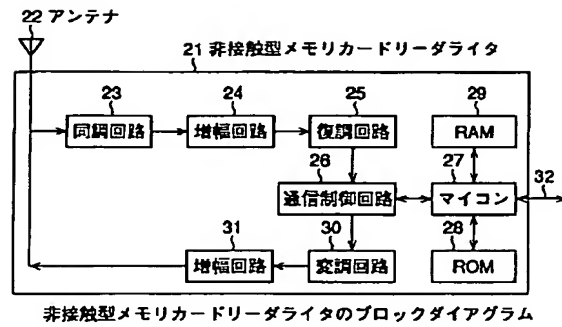 22 アンテナ
21 非接触型メモリカードリーダライタ
23 24 25 29
同調回路 増幅回路 復調回路 RAM
26 27 32
通信制御回路 マイコン
31 30 28
増幅回路 変調回路 ROM
非接触型メモリカードリーダライタのブロックダイアグラム